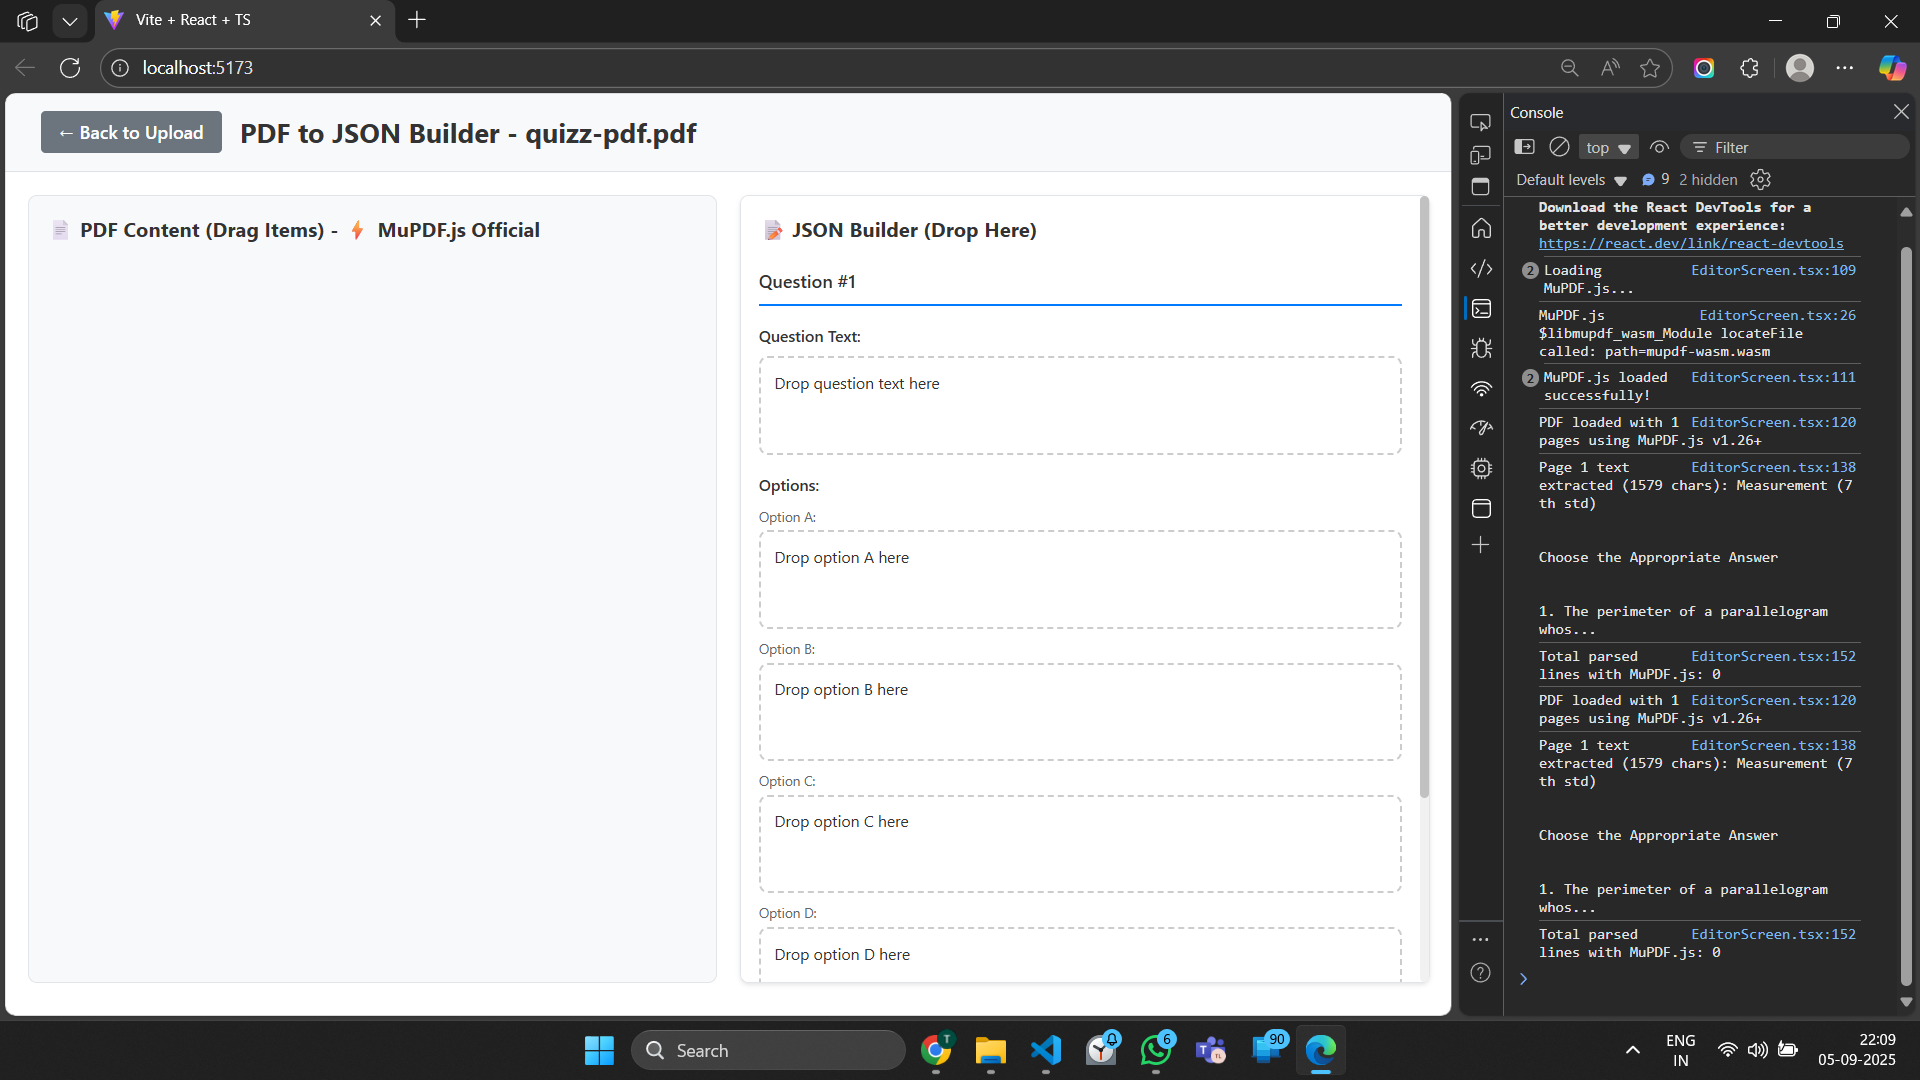 Vite + React + TS
localhost:5173
← Back to Upload
PDF to JSON Builder - quizz-pdf.pdf
PDF Content (Drag Items) - ⚡ MuPDF.js Official
JSON Builder (Drop Here)
Question #1
Question Text:
Drop question text here
Options:
Option A:
Drop option A here
Option B:
Drop option B here
Option C:
Drop option C here
Option D:
Drop option D here
Console
top
Filter
Default levels
9
2 hidden
Download the React DevTools for a
better development experience:
https://react.dev/link/react-devtools
2 Loading EditorScreen.tsx:109
MuPDF.js...
MuPDF.js EditorScreen.tsx:26
$libmupdf_wasm_Module locateFile
called: path=mupdf-wasm.wasm
2 MuPDF.js loaded EditorScreen.tsx:111
successfully!
PDF loaded with 1 EditorScreen.tsx:120
pages using MuPDF.js v1.26+
Page 1 text EditorScreen.tsx:138
extracted (1579 chars): Measurement (7
th std)
Choose the Appropriate Answer
1. The perimeter of a parallelogram
whos...
Total parsed EditorScreen.tsx:152
lines with MuPDF.js: 0
PDF loaded with 1 EditorScreen.tsx:120
pages using MuPDF.js v1.26+
Page 1 text EditorScreen.tsx:138
extracted (1579 chars): Measurement (7
th std)
Choose the Appropriate Answer
1. The perimeter of a parallelogram
whos...
Total parsed EditorScreen.tsx:152
lines with MuPDF.js: 0
Search
T
6
90
ENG
IN
22:09
05-09-2025